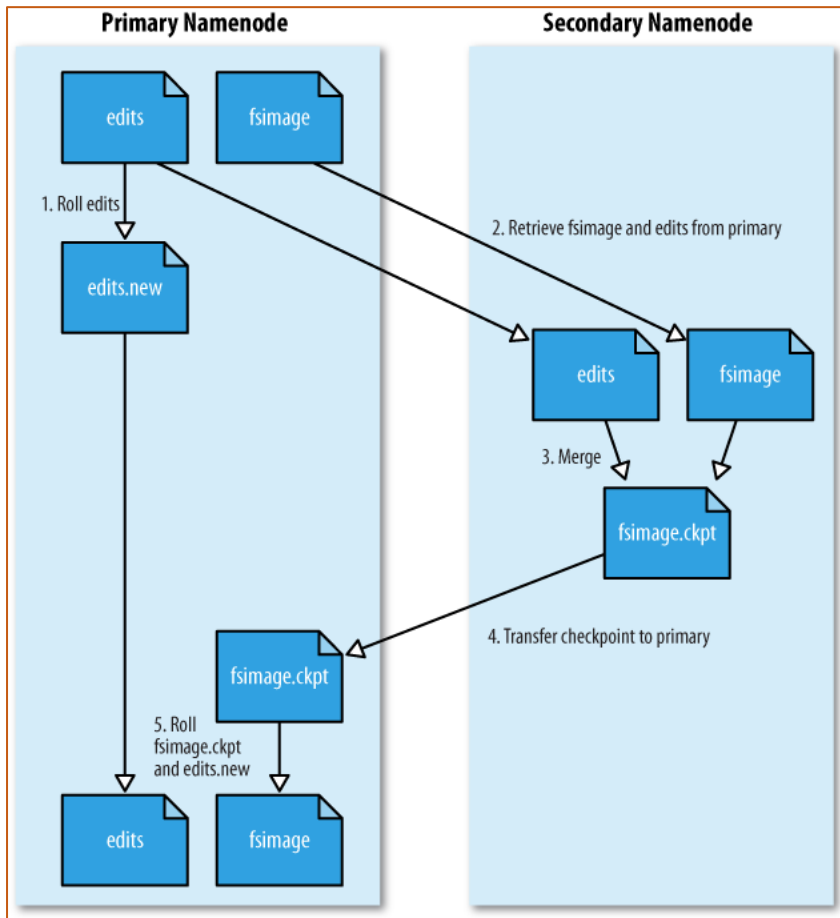 Primary Namenode
Secondary Namenode
edits
fsimage
1. Roll edits
2. Retrieve fsimage and edits from primary
edits.new
edits
fsimage
3. Merge
fsimage.ckpt
4. Transfer checkpoint to primary
fsimage.ckpt
5. Roll
fsimage.ckpt
and edits.new
edits
fsimage